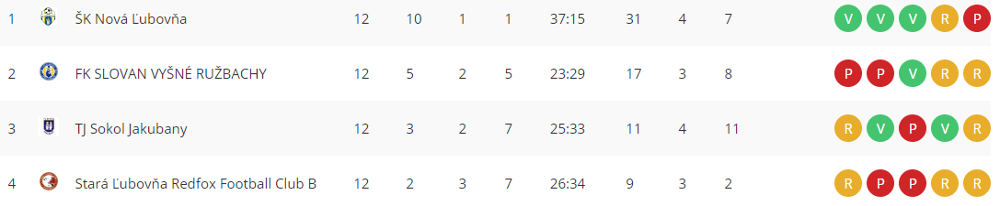 1 ŠK Nová Ľubovňa 12 10 1 1 37:15 31 4 7 V V V R P
2 FK SLOVAN VYŠNÉ RUŽBACHY 12 5 2 5 23:29 17 3 8 P P V R R
3 TJ Sokol Jakubany 12 3 2 7 25:33 11 4 11 R V P V R
4 Stará Ľubovňa Redfox Football Club B 12 2 3 7 26:34 9 3 2 R P P R R